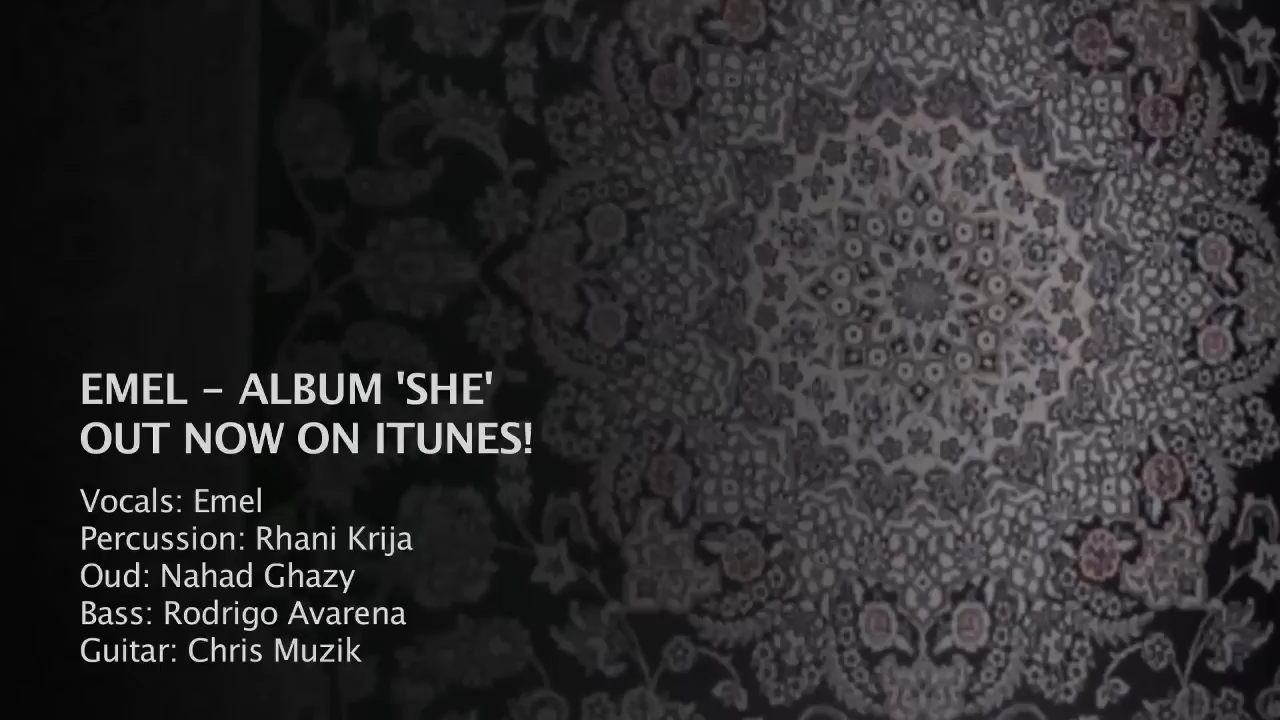 EMEL – ALBUM 'SHE'
OUT NOW ON ITUNES!
Vocals: Emel
Percussion: Rhani Krija
Oud: Nahad Ghazy
Bass: Rodrigo Avarena
Guitar: Chris Muzik